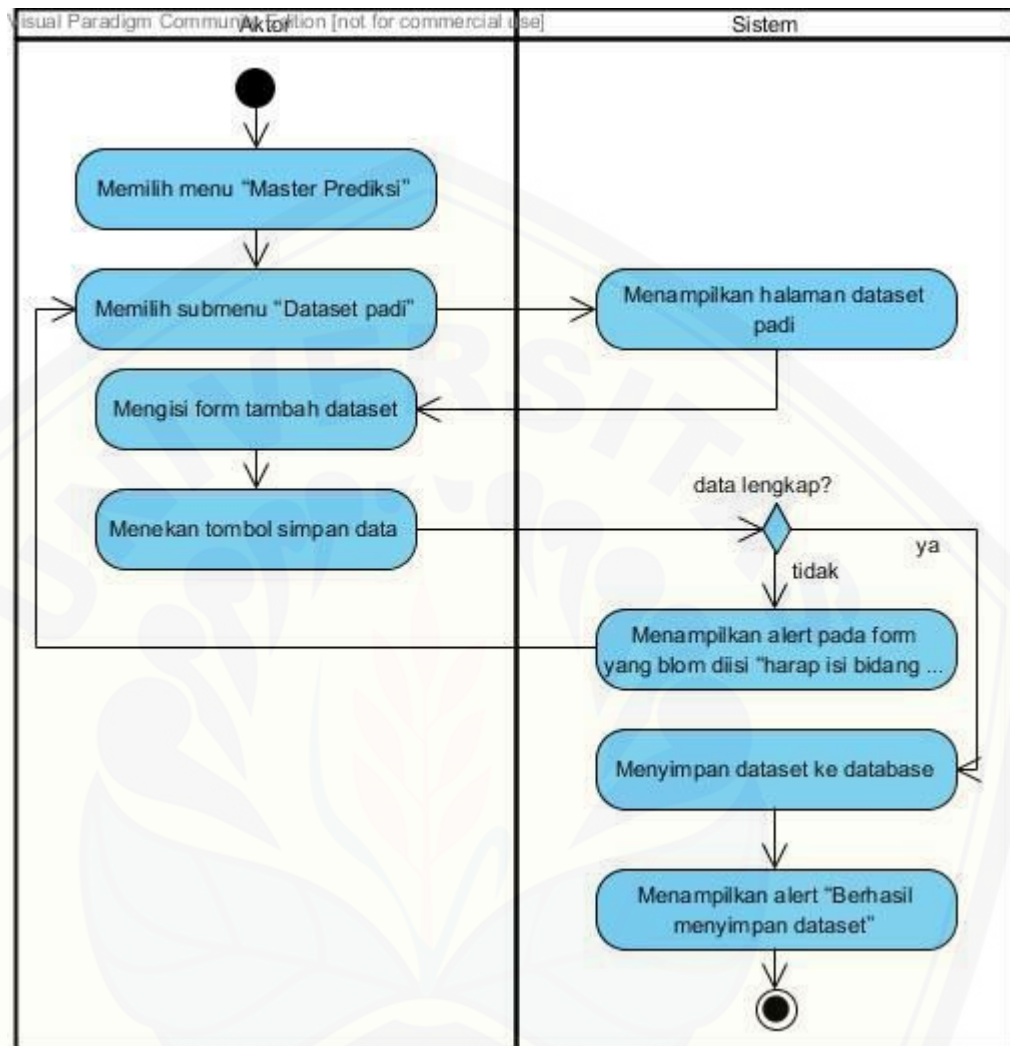 Visual Paradigm Community Edition [not for commercial use]
Aktor
Sistem
Memilih menu “Master Prediksi”
Memilih submenu “Dataset padi”
Menampilkan halaman dataset
padi
Mengisi form tambah dataset
data lengkap?
Menekan tombol simpan data
ya
tidak
Menampilkan alert pada form
yang blom diisi “harap isi bidang ...
Menyimpan dataset ke database
Menampilkan alert “Berhasil
menyimpan dataset”
UNIVERSITAS